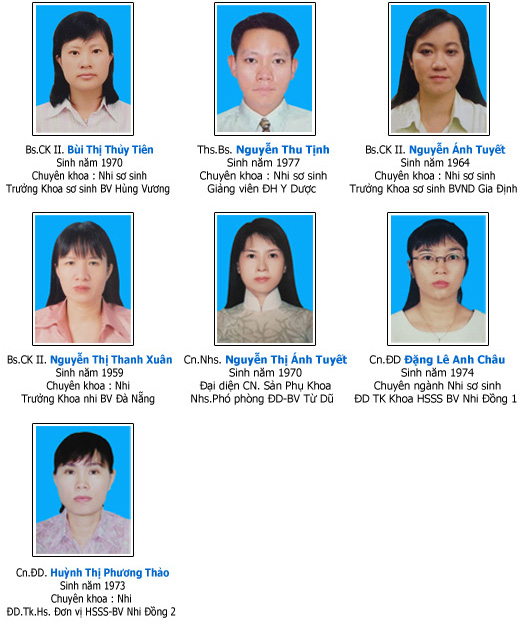 Bs.CK II. Bùi Thị Thủy Tiên
Sinh năm 1970
Chuyên khoa : Nhi sơ sinh
Trưởng Khoa sơ sinh BV Hùng Vương
Ths.Bs. Nguyễn Thu Tịnh
Sinh năm 1977
Chuyên khoa : Nhi sơ sinh
Giảng viên ĐH Y Dược
Bs.CK II. Nguyễn Ánh Tuyết
Sinh năm 1964
Chuyên khoa : Nhi sơ sinh
Trưởng Khoa sơ sinh BVND Gia Định
Bs.CK II. Nguyễn Thị Thanh Xuân
Sinh năm 1959
Chuyên khoa : Nhi
Trưởng Khoa nhi BV Đà Nẵng
Cn.Nhs. Nguyễn Thị Ánh Tuyết
Sinh năm 1970
Đại diện CN. Sản Phụ Khoa
Nhs.Phó phòng ĐD-BV Từ Dũ
Cn.ĐD Đặng Lê Anh Châu
Sinh năm 1974
Chuyên ngành Nhi sơ sinh
ĐD TK Khoa HSSS BV Nhi Đồng 1
Cn.ĐD. Huỳnh Thị Phương Thảo
Sinh năm 1973
Chuyên khoa : Nhi
ĐD.Tk.Hs. Đơn vị HSSS-BV Nhi Đồng 2